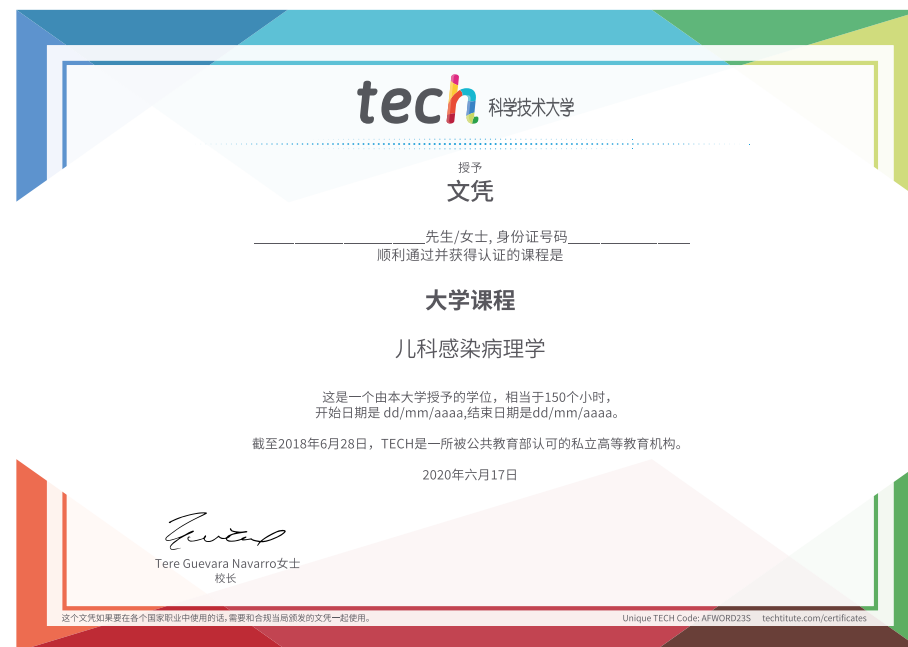 tech 科学技术大学
授予
文凭
______________________先生/女士, 身份证号码_______________
顺利通过并获得认证的课程是
大学课程
儿科感染病理学
这是一个由本大学授予的学位，相当于150个小时，
开始日期是 dd/mm/aaaa,结束日期是dd/mm/aaaa。
截至2018年6月28日，TECH是一所被公共教育部认可的私立高等教育机构。
2020年六月17日
Tere Guevara Navarro女士
校长
这个文凭如果要在各个国家职业中使用的话,需要和合规当局颁发的文凭一起使用。
Unique TECH Code: AFWORD23S techtitute.com/certificates